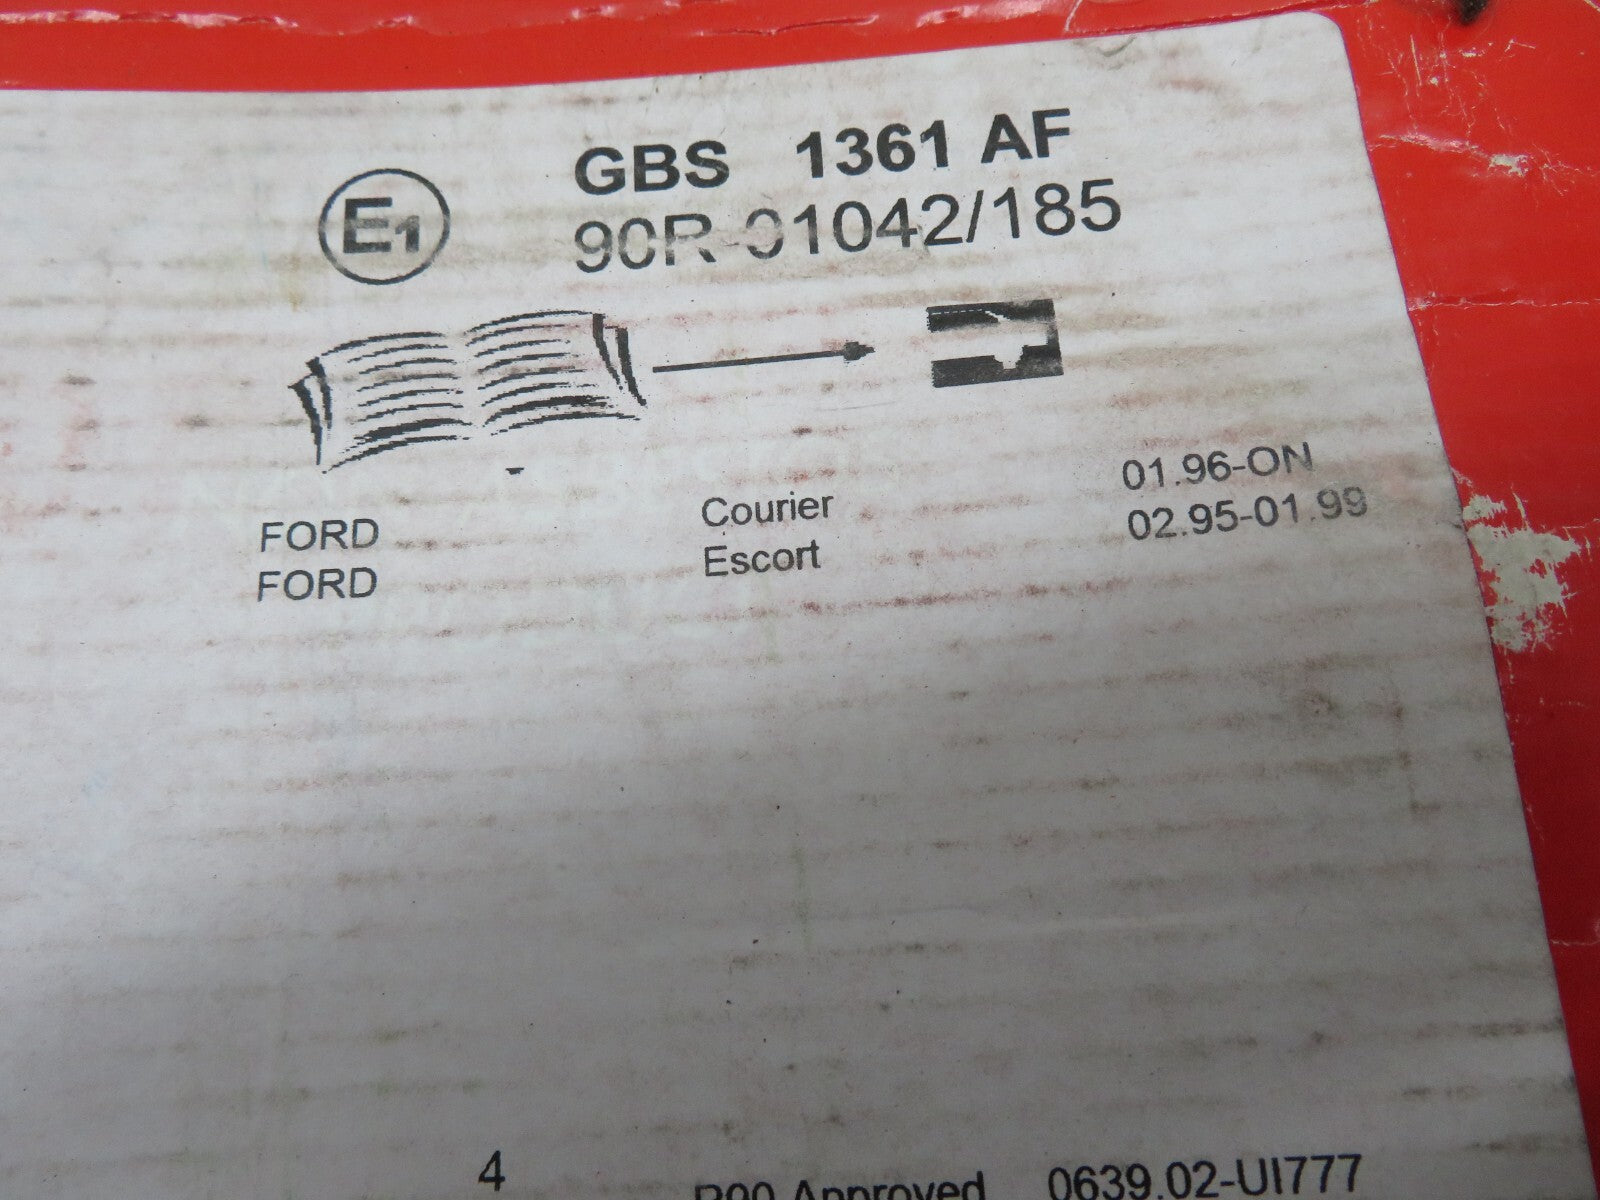 E1 GBS 1361 AF
90R-01042/185
FORD Courier 01.96-ON
FORD Escort 02.95-01.99
4 R90 Approved 0639.02-UI777